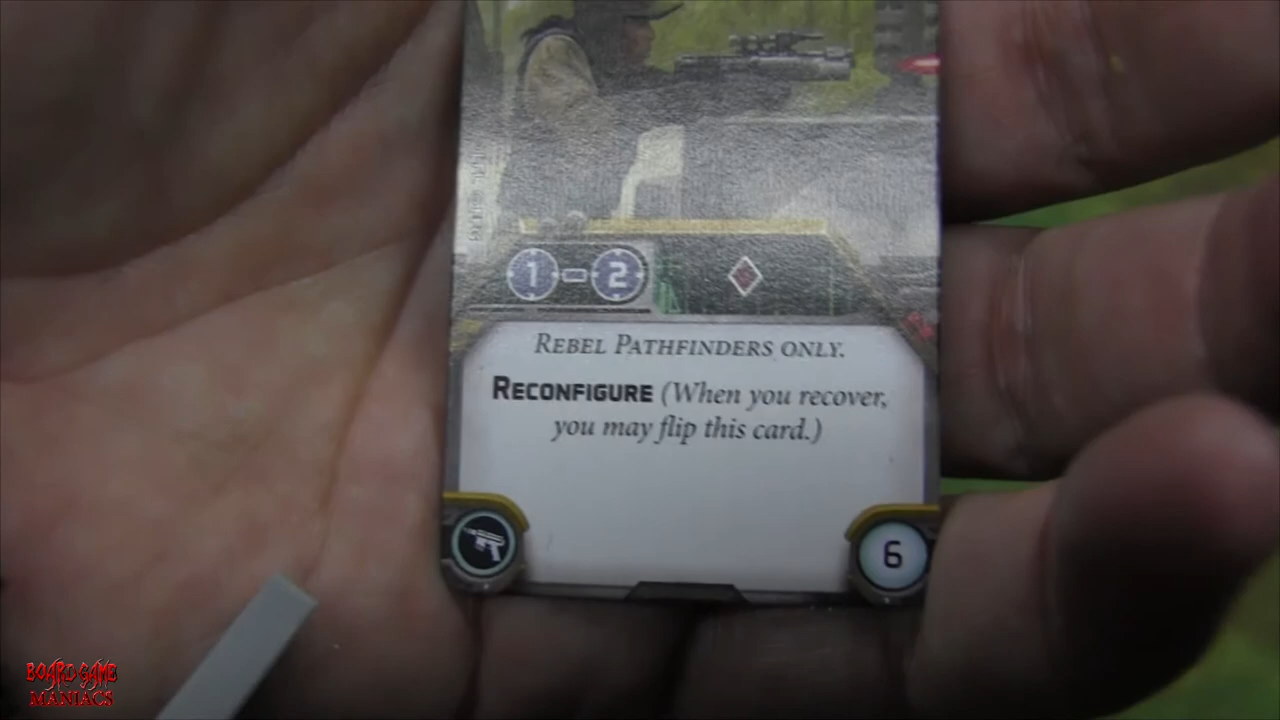 1 - 2
REBEL PATHFINDERS ONLY.
RECONFIGURE (When you recover,
you may flip this card.)
6
BOARD GAME
MANIACS